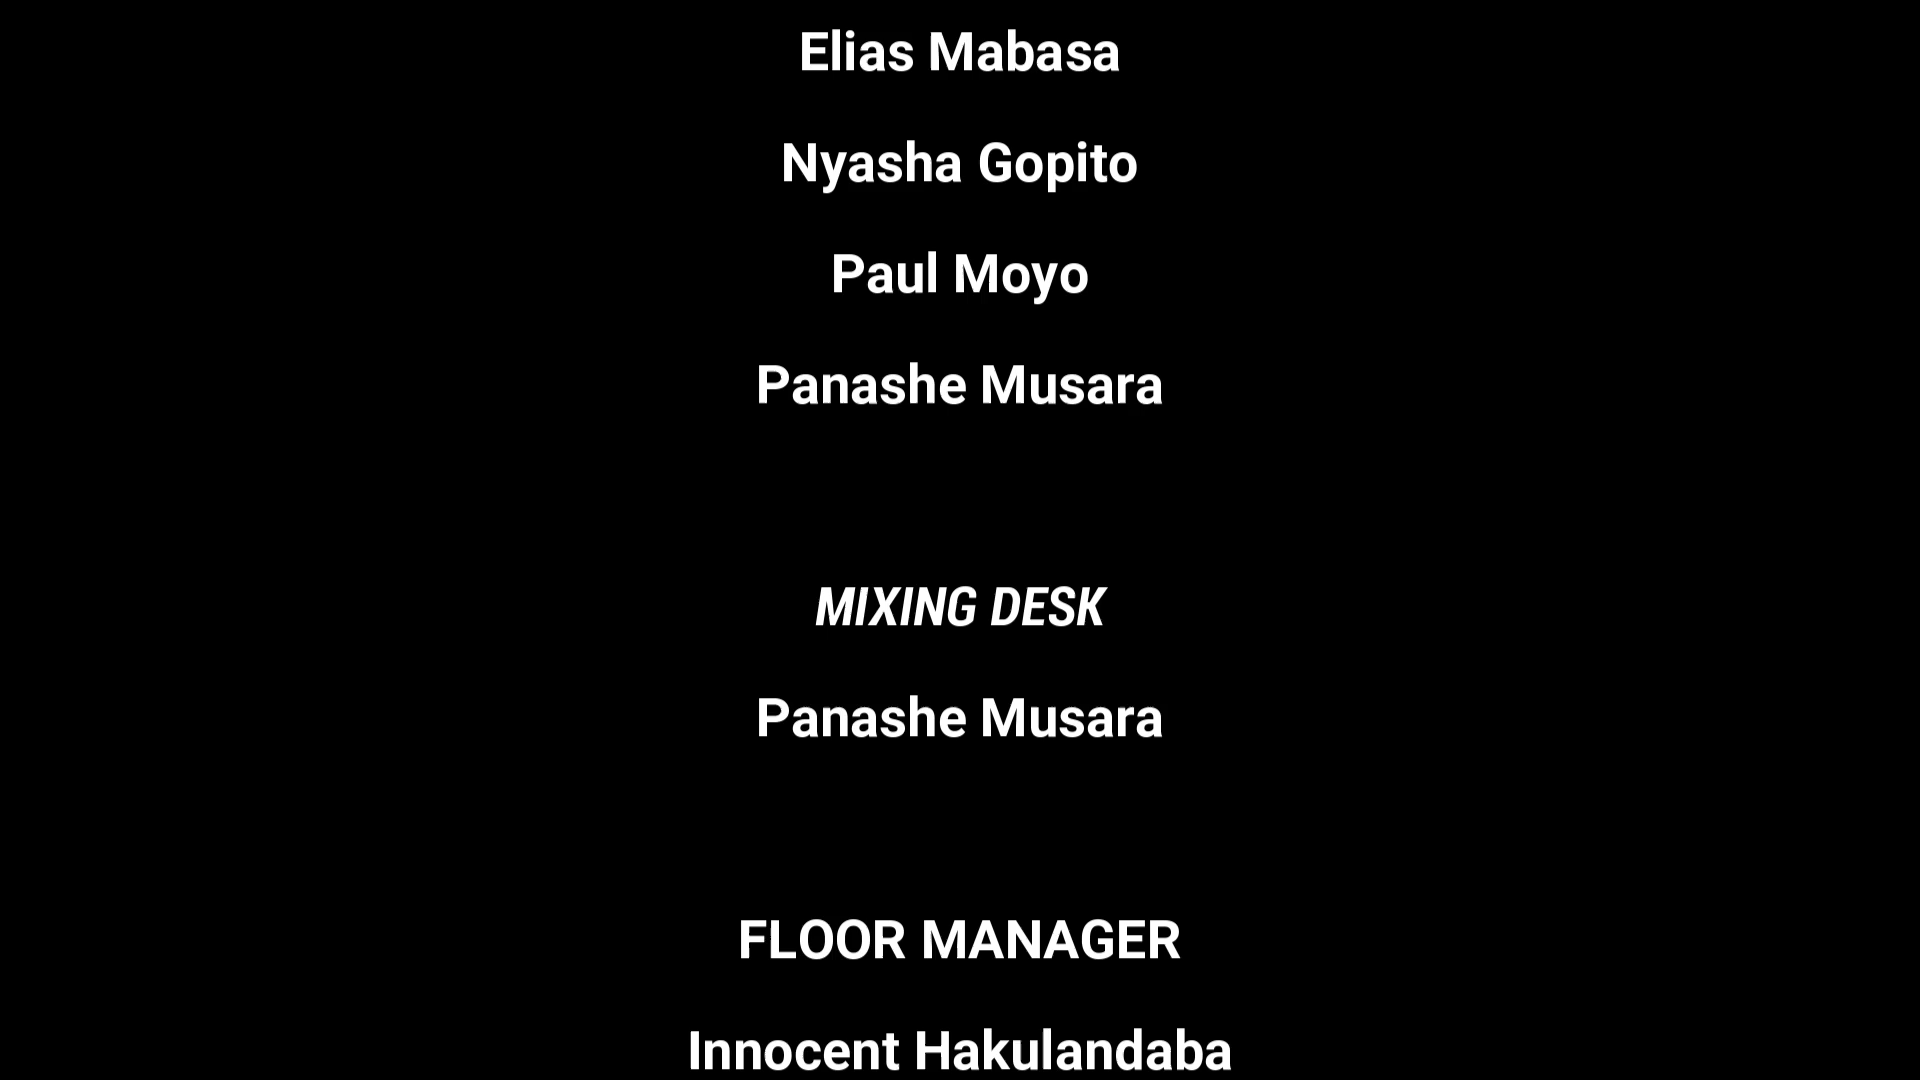 Elias Mabasa
Nyasha Gopito
Paul Moyo
Panashe Musara
MIXING DESK
Panashe Musara
FLOOR MANAGER
Innocent Hakulandaba